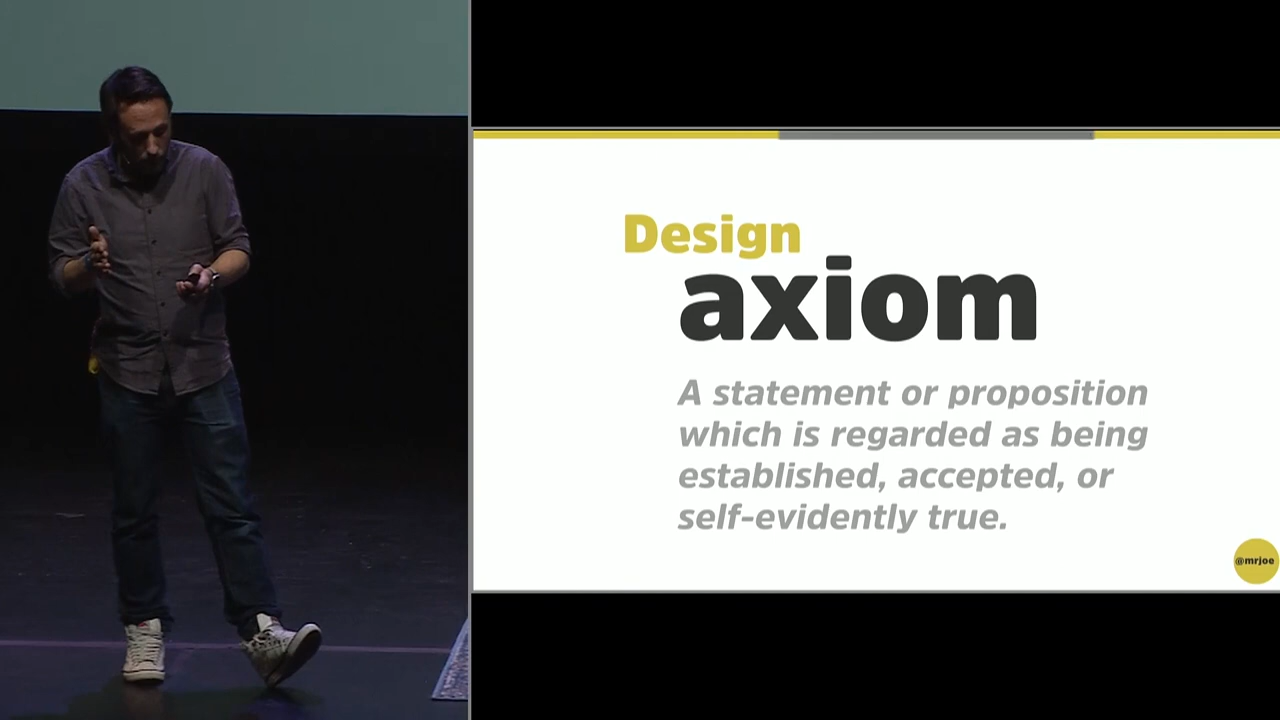 Design
axiom
A statement or proposition
which is regarded as being
established, accepted, or
self-evidently true.
@mrjoe